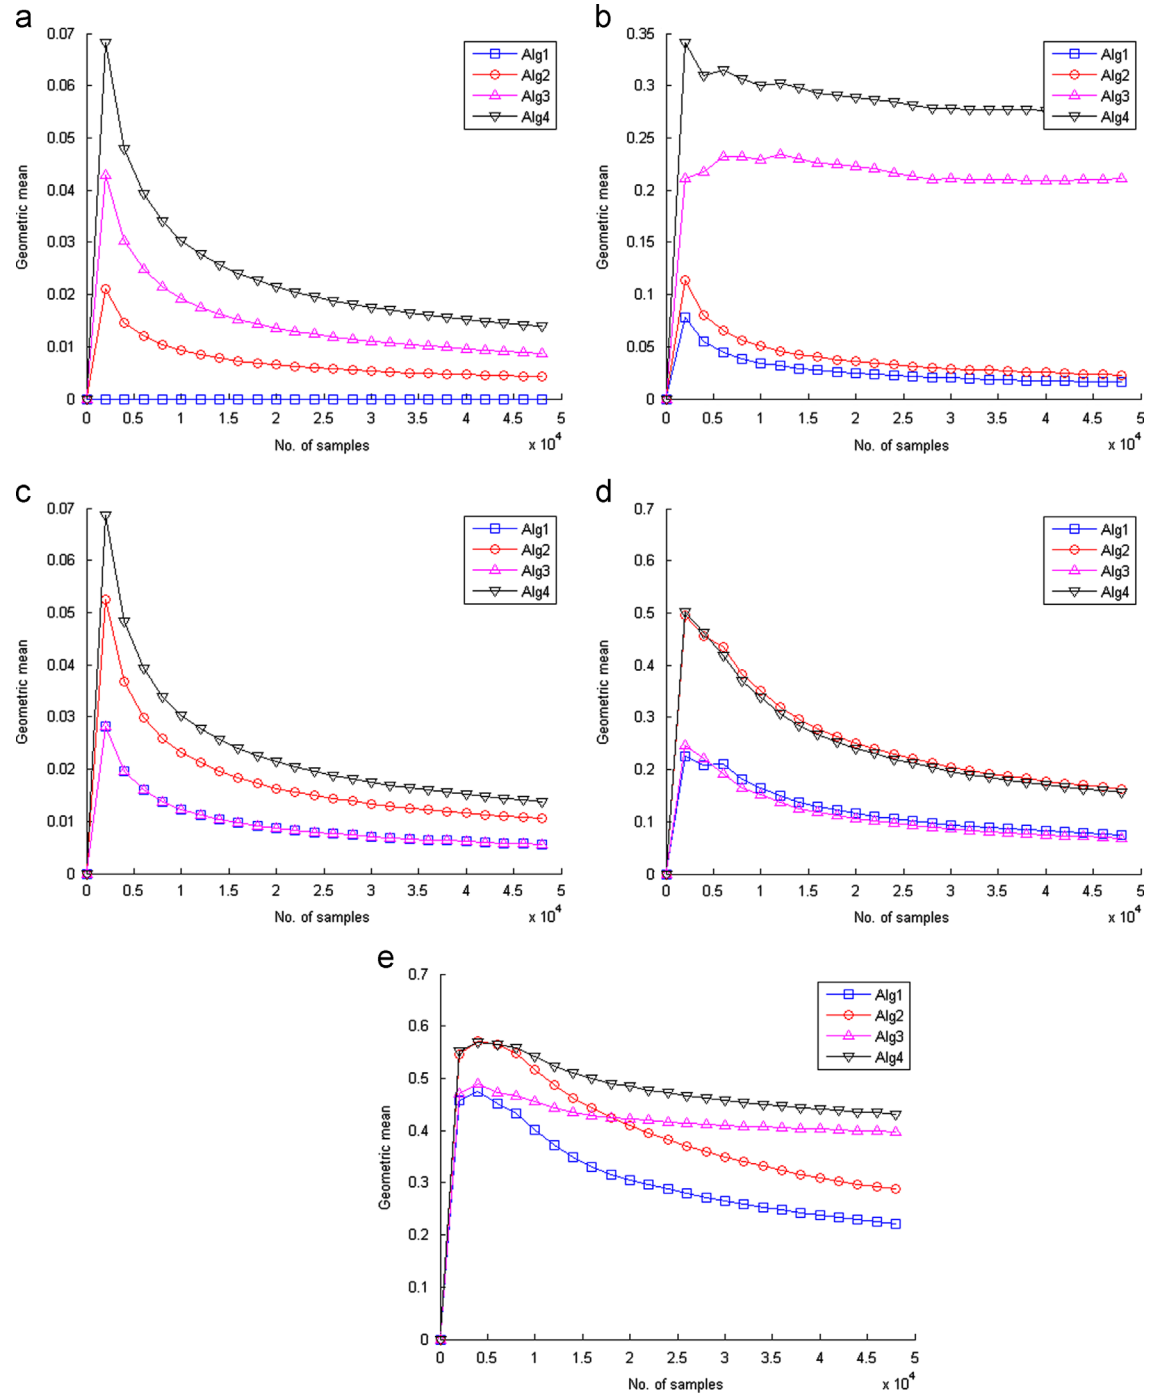 a
0.07
0.06
0.05
0.04
0.03
0.02
0.01
0
Geometric mean
0 0.5 1 1.5 2 2.5 3 3.5 4 4.5 5
No. of samples
x 10^4
Alg1
Alg2
Alg3
Alg4
b
0.35
0.3
0.25
0.2
0.15
0.1
0.05
0
Geometric mean
0 0.5 1 1.5 2 2.5 3 3.5 4 4.5 5
No. of samples
x 10^4
Alg1
Alg2
Alg3
Alg4
c
0.07
0.06
0.05
0.04
0.03
0.02
0.01
0
Geometric mean
0 0.5 1 1.5 2 2.5 3 3.5 4 4.5 5
No. of samples
x 10^4
Alg1
Alg2
Alg3
Alg4
d
0.7
0.6
0.5
0.4
0.3
0.2
0.1
0
Geometric mean
0 0.5 1 1.5 2 2.5 3 3.5 4 4.5 5
No. of samples
x 10^4
Alg1
Alg2
Alg3
Alg4
e
0.7
0.6
0.5
0.4
0.3
0.2
0.1
0
Geometric mean
0 0.5 1 1.5 2 2.5 3 3.5 4 4.5 5
No. of samples
x 10^4
Alg1
Alg2
Alg3
Alg4